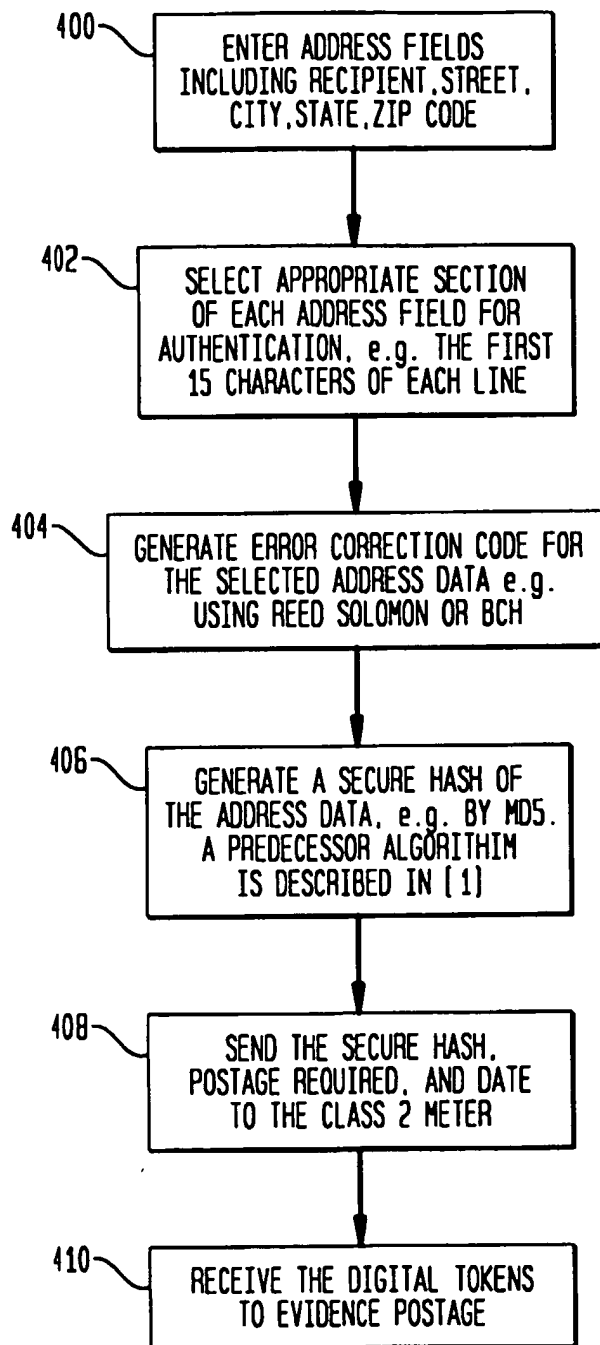 400
ENTER ADDRESS FIELDS
INCLUDING RECIPIENT,STREET,
CITY,STATE,ZIP CODE
402
SELECT APPROPRIATE SECTION
OF EACH ADDRESS FIELD FOR
AUTHENTICATION, e.g. THE FIRST
15 CHARACTERS OF EACH LINE
404
GENERATE ERROR CORRECTION CODE FOR
THE SELECTED ADDRESS DATA e.g.
USING REED SOLOMON OR BCH
406
GENERATE A SECURE HASH OF
THE ADDRESS DATA, e.g. BY MD5.
A PREDECESSOR ALGORITHIM
IS DESCRIBED IN [1]
408
SEND THE SECURE HASH,
POSTAGE REQUIRED, AND DATE
TO THE CLASS 2 METER
410
RECEIVE THE DIGITAL TOKENS
TO EVIDENCE POSTAGE